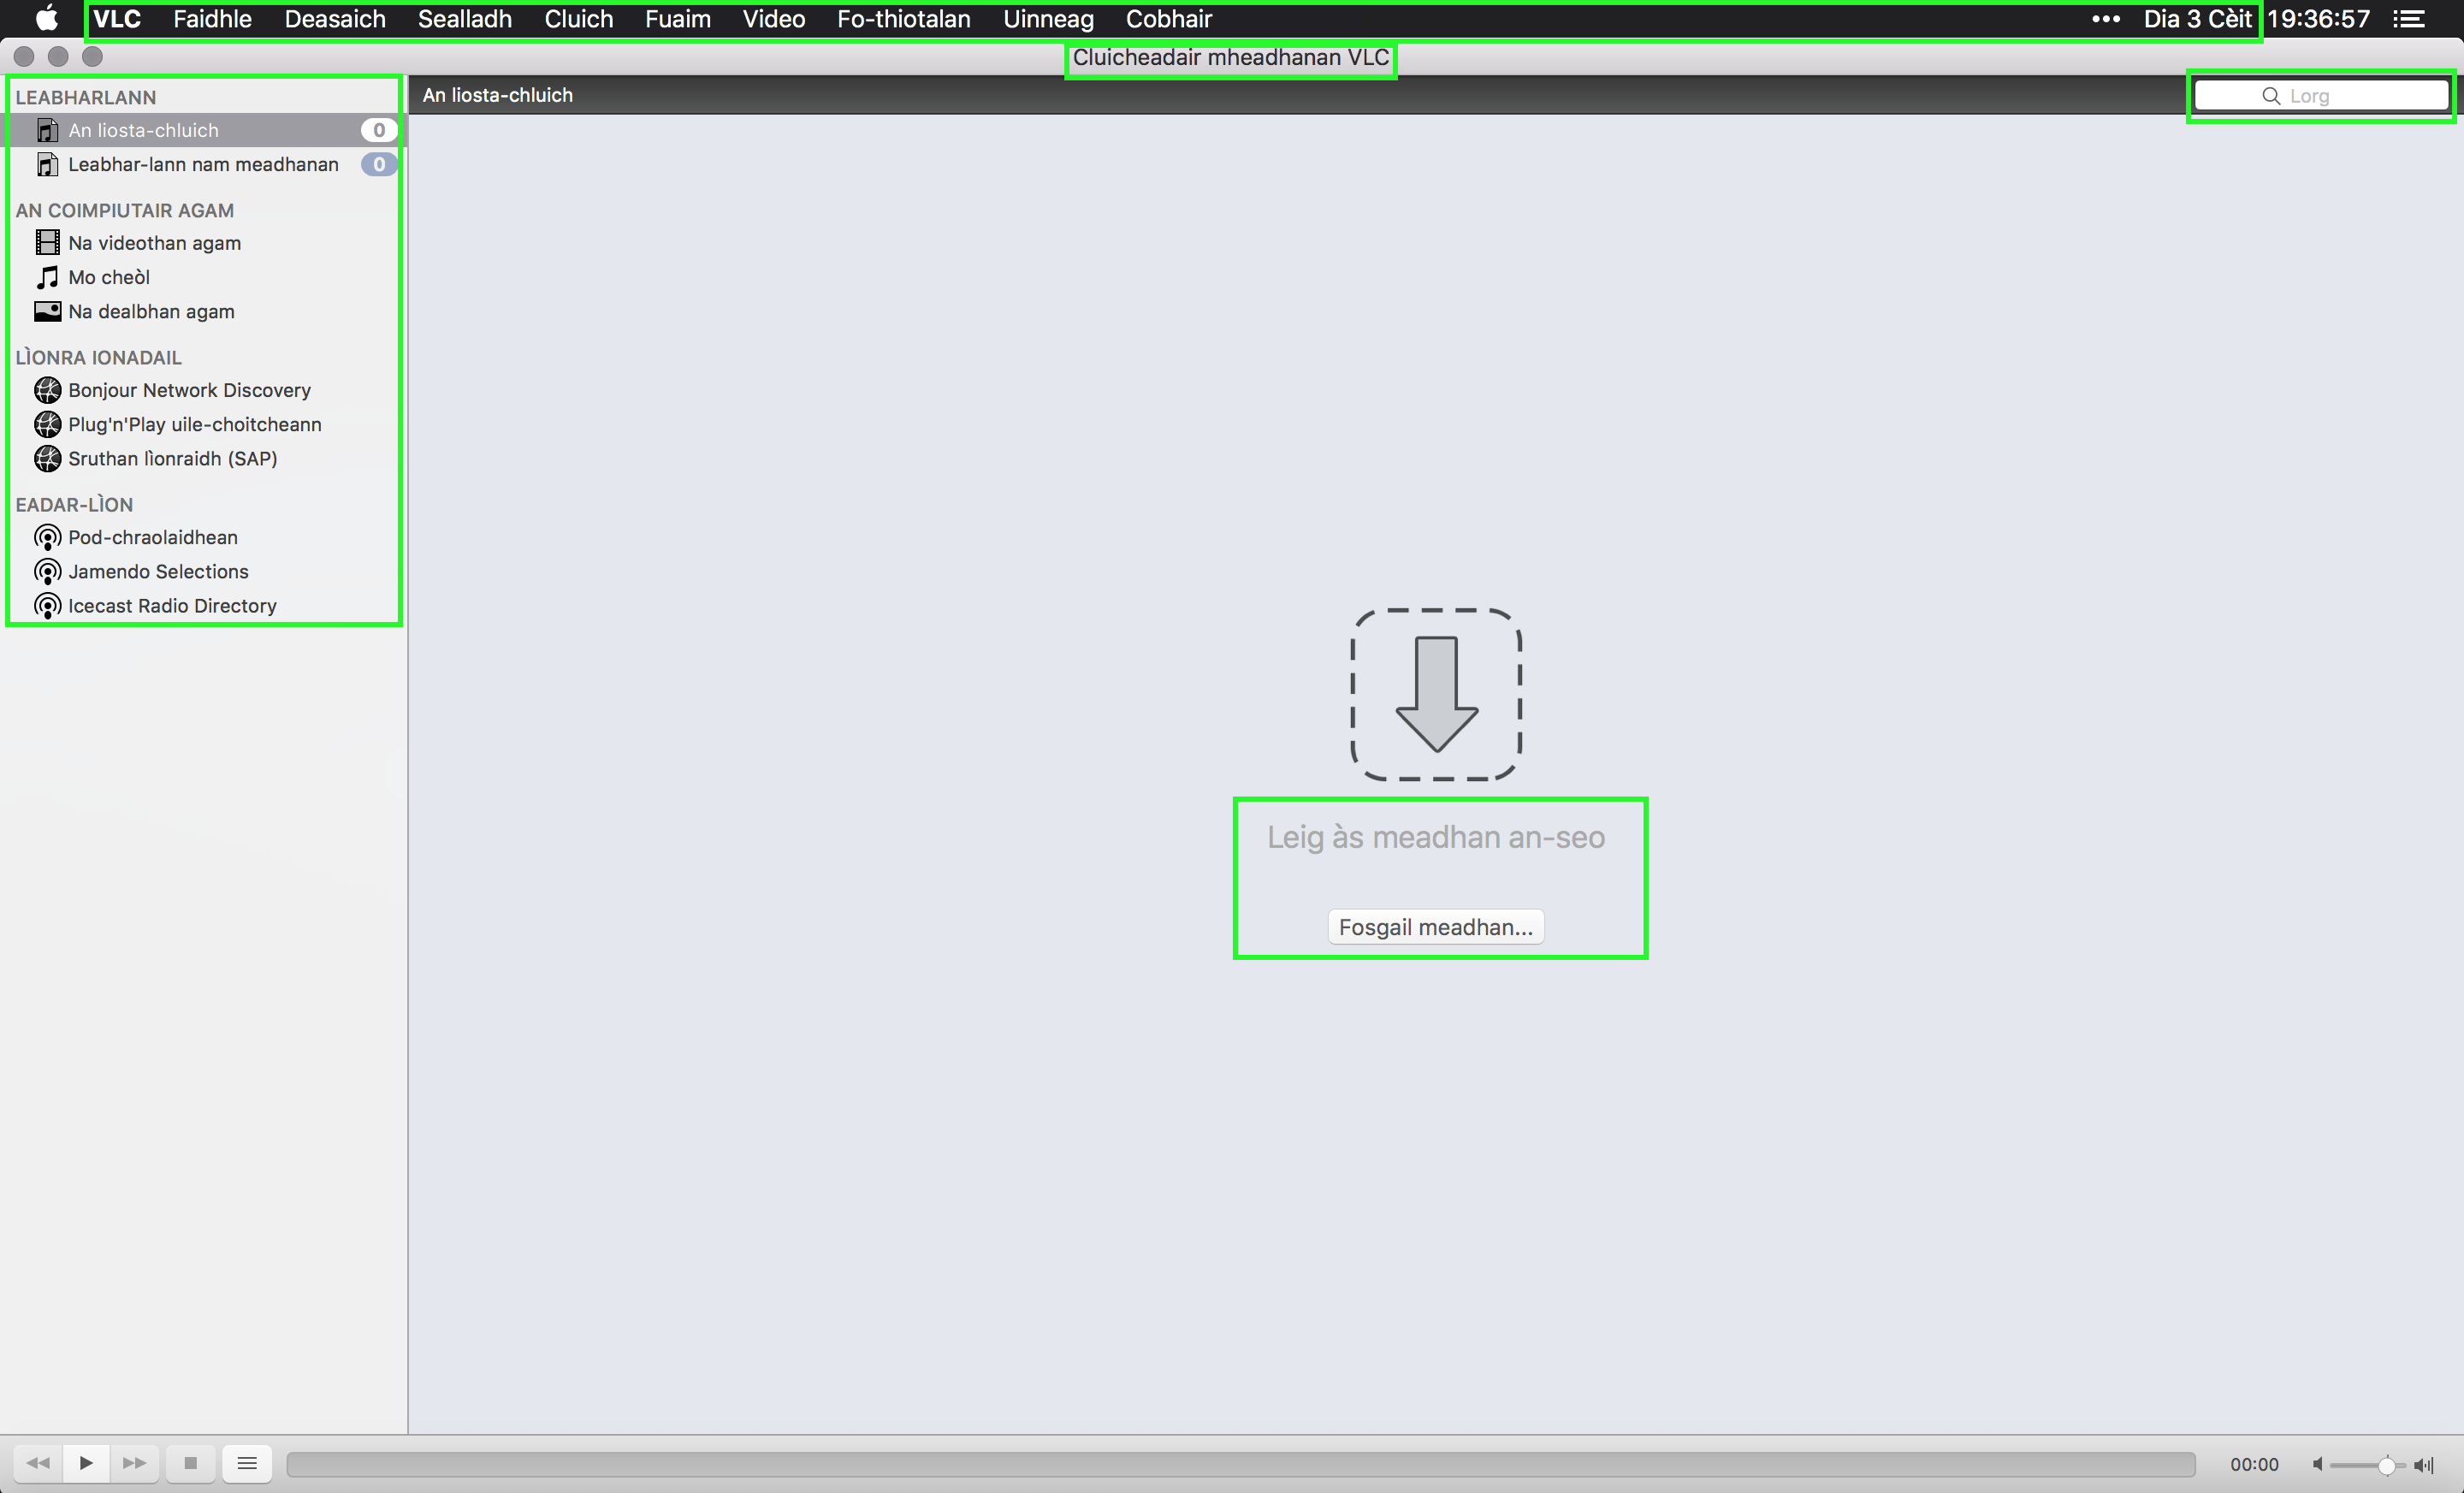 VLC Faidhle Deasaich Sealladh Cluich Fuaim Video Fo-thiotalan Uinneag Cobhair ••• Dia 3 Cèit 19:36:57
Cluicheadair mheadhanan VLC
LEABHARLANN
An liosta-chluich 0
Leabhar-lann nam meadhanan 0
AN COIMPIUTAIR AGAM
Na videothan agam
Mo cheòl
Na dealbhan agam
LÌONRA IONADAIL
Bonjour Network Discovery
Plug'n'Play uile-choitcheann
Sruthan lìonraidh (SAP)
EADAR-LÌON
Pod-chraolaidhean
Jamendo Selections
Icecast Radio Directory
An liosta-chluich
Lorg
Leig às meadhan an-seo
Fosgail meadhan...
00:00